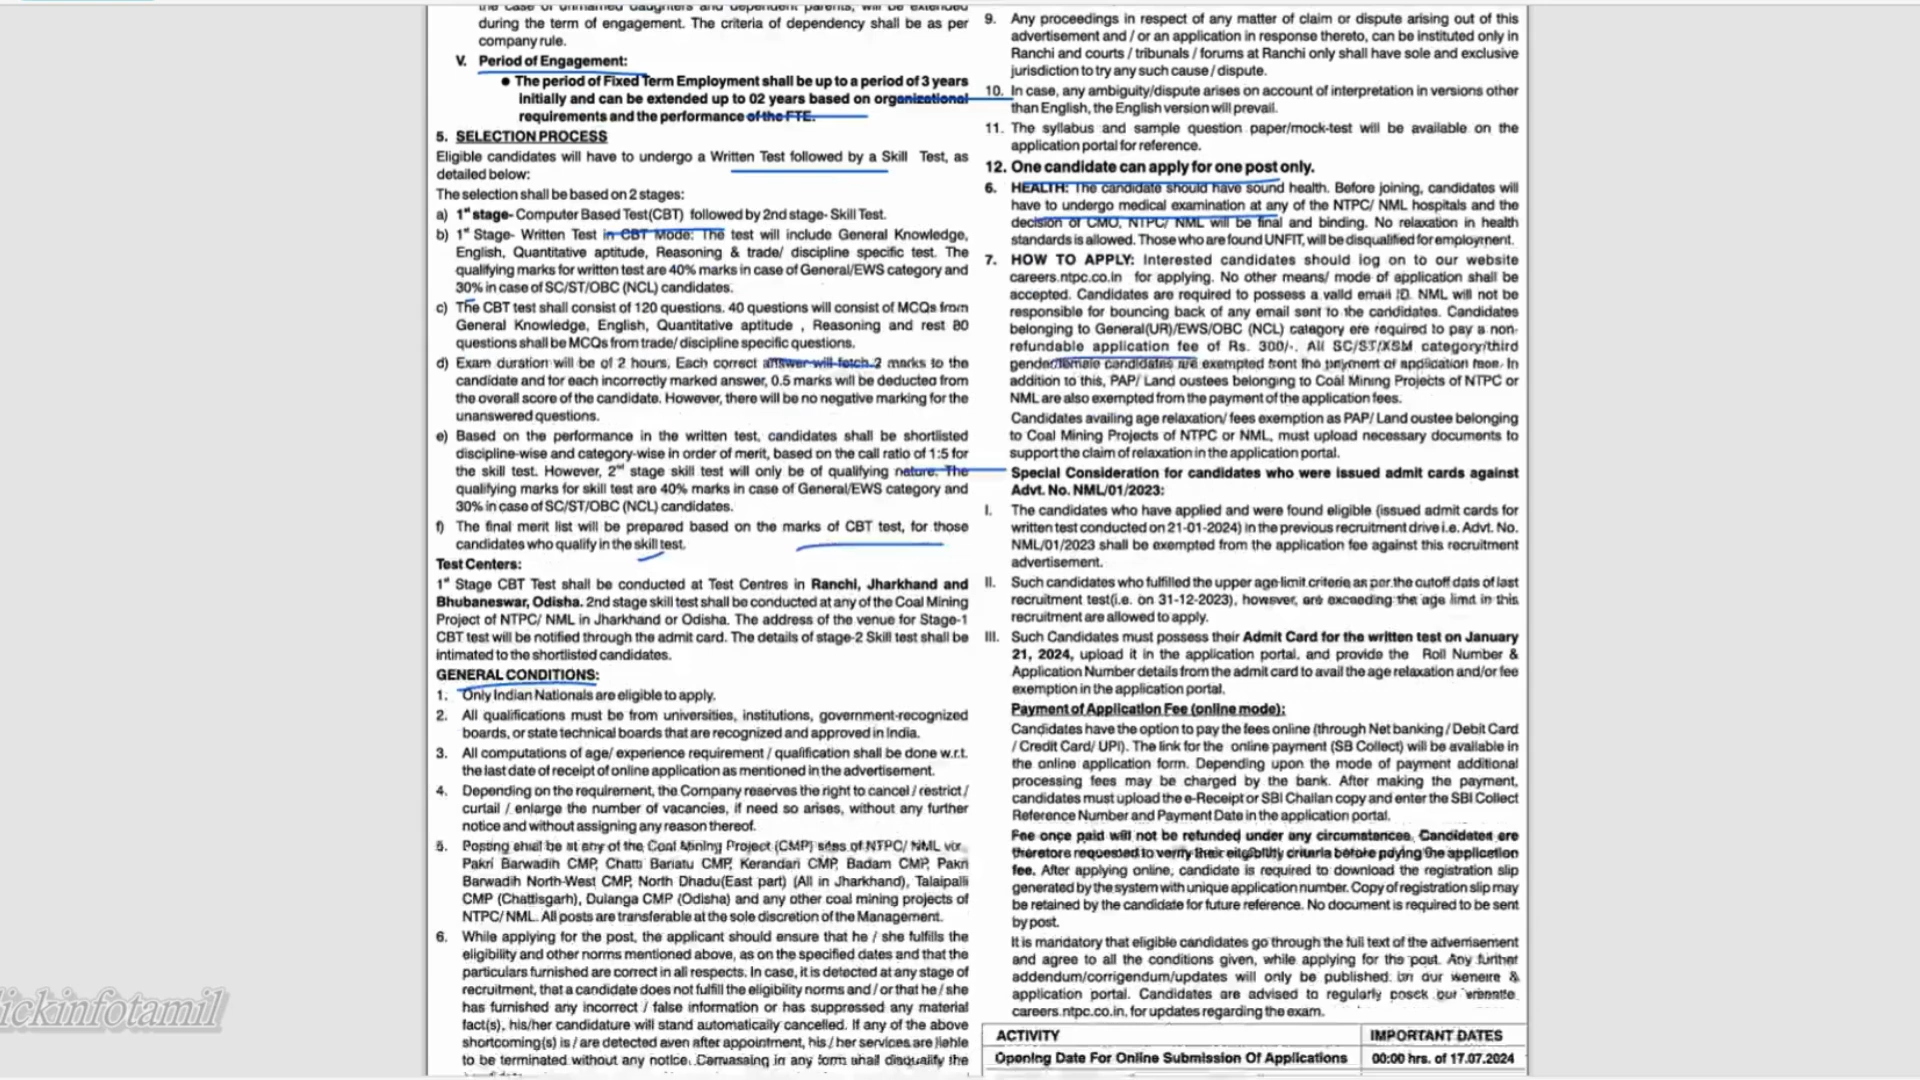 during the term of engagement. The criteria of dependency shall be as per
company rule.
V. Period of Engagement:
● The period of Fixed Term Employment shall be up to a period of 3 years
initially and can be extended up to 02 years based on organizational
requirements and the performance of the FTE.
5. SELECTION PROCESS
Eligible candidates will have to undergo a Written Test followed by a Skill Test, as
detailed below:
The selection shall be based on 2 stages:
a) 1st stage- Computer Based Test(CBT) followed by 2nd stage- Skill Test.
b) 1st Stage- Written Test in CBT Mode: The test will include General Knowledge,
English, Quantitative aptitude, Reasoning & trade/ discipline specific test. The
qualifying marks for written test are 40% marks in case of General/EWS category and
30% in case of SC/ST/OBC (NCL) candidates.
c) The CBT test shall consist of 120 questions. 40 questions will consist of MCQs from
General Knowledge, English, Quantitative aptitude , Reasoning and rest 80
questions shall be MCQs from trade/ discipline specific questions.
d) Exam duration will be of 2 hours. Each correct answer will fetch 2 marks to the
candidate and for each incorrectly marked answer, 0.5 marks will be deducted from
the overall score of the candidate. However, there will be no negative marking for the
unanswered questions.
e) Based on the performance in the written test, candidates shall be shortlisted
discipline-wise and category-wise in order of merit, based on the call ratio of 1:5 for
the skill test. However, 2nd stage skill test will only be of qualifying nature. The
qualifying marks for skill test are 40% marks in case of General/EWS category and
30% in case of SC/ST/OBC (NCL) candidates.
f) The final merit list will be prepared based on the marks of CBT test, for those
candidates who qualify in the skill test.
Test Centers:
1st Stage CBT Test shall be conducted at Test Centres in Ranchi, Jharkhand and
Bhubaneswar, Odisha. 2nd stage skill test shall be conducted at any of the Coal Mining
Project of NTPC/ NML in Jharkhand or Odisha. The address of the venue for Stage-1
CBT test will be notified through the admit card. The details of stage-2 Skill test shall be
intimated to the shortlisted candidates.
GENERAL CONDITIONS:
1. Only Indian Nationals are eligible to apply.
2. All qualifications must be from universities, institutions, government-recognized
boards, or state technical boards that are recognized and approved in India.
3. All computations of age/ experience requirement / qualification shall be done w.r.t.
the last date of receipt of online application as mentioned in the advertisement.
4. Depending on the requirement, the Company reserves the right to cancel / restrict /
curtail / enlarge the number of vacancies, if need so arises, without any further
notice and without assigning any reason thereof.
5. Posting shall be at any of the Coal Mining Project (CMP) sites of NTPC/ NML viz.
Pakri Barwadih CMP, Chatti Bariatu CMP, Kerandari CMP, Badam CMP, Pakri
Barwadih North-West CMP, North Dhadu(East part) (All in Jharkhand), Talaipalli
CMP (Chattisgarh), Dulanga CMP (Odisha) and any other coal mining projects of
NTPC/ NML. All posts are transferable at the sole discretion of the Management.
6. While applying for the post, the applicant should ensure that he / she fulfills the
eligibility and other norms mentioned above, as on the specified dates and that the
particulars furnished are correct in all respects. In case, it is detected at any stage of
recruitment, that a candidate does not fulfill the eligibility norms and / or that he / she
has furnished any incorrect / false information or has suppressed any material
fact(s), his/her candidature will stand automatically cancelled. If any of the above
shortcoming(s) is / are detected even after appointment, his / her services are liable
to be terminated without any notice. Canvassing in any form shall disqualify the
9. Any proceedings in respect of any matter of claim or dispute arising out of this
advertisement and / or an application in response thereto, can be instituted only in
Ranchi and courts / tribunals / forums at Ranchi only shall have sole and exclusive
jurisdiction to try any such cause / dispute.
10. In case, any ambiguity/dispute arises on account of interpretation in versions other
than English, the English version will prevail.
11. The syllabus and sample question paper/mock-test will be available on the
application portal for reference.
12. One candidate can apply for one post only.
6. HEALTH: The candidate should have sound health. Before joining, candidates will
have to undergo medical examination at any of the NTPC/ NML hospitals and the
decision of CMO, NTPC/ NML will be final and binding. No relaxation in health
standards is allowed. Those who are found UNFIT, will be disqualified for employment.
7. HOW TO APPLY: Interested candidates should log on to our website
careers.ntpc.co.in for applying. No other means/ mode of application shall be
accepted. Candidates are required to possess a valid email ID. NML will not be
responsible for bouncing back of any email sent to the candidates. Candidates
belonging to General(UR)/EWS/OBC (NCL) category are required to pay a non-
refundable application fee of Rs. 300/-. All SC/ST/XSM category/third
gender/female candidates are exempted from the payment of application fee. In
addition to this, PAP/ Land oustees belonging to Coal Mining Projects of NTPC or
NML are also exempted from the payment of the application fees.
Candidates availing age relaxation/ fees exemption as PAP/ Land oustee belonging
to Coal Mining Projects of NTPC or NML, must upload necessary documents to
support the claim of relaxation in the application portal.
Special Consideration for candidates who were issued admit cards against
Advt. No. NML/01/2023:
I. The candidates who have applied and were found eligible (issued admit cards for
written test conducted on 21-01-2024) in the previous recruitment drive i.e. Advt. No.
NML/01/2023 shall be exempted from the application fee against this recruitment
advertisement.
II. Such candidates who fulfilled the upper age limit criteria as per the cutoff date of last
recruitment test(i.e. on 31-12-2023), however, are exceeding the age limit in this
recruitment are allowed to apply.
III. Such Candidates must possess their Admit Card for the written test on January
21, 2024, upload it in the application portal, and provide the Roll Number &
Application Number details from the admit card to avail the age relaxation and/or fee
exemption in the application portal.
Payment of Application Fee (online mode):
Candidates have the option to pay the fees online (through Net banking / Debit Card
/ Credit Card/ UPI). The link for the online payment (SB Collect) will be available in
the online application form. Depending upon the mode of payment additional
processing fees may be charged by the bank. After making the payment,
candidates must upload the e-Receipt or SBI Challan copy and enter the SBI Collect
Reference Number and Payment Date in the application portal.
Fee once paid will not be refunded under any circumstances. Candidates are
therefore requested to verify their eligibility criteria before paying the application
fee. After applying online, candidate is required to download the registration slip
generated by the system with unique application number. Copy of registration slip may
be retained by the candidate for future reference. No document is required to be sent
by post.
It is mandatory that eligible candidates go through the full text of the advertisement
and agree to all the conditions given, while applying for the post. Any further
addendum/corrigendum/updates will only be published on our website &
application portal. Candidates are advised to regularly check our website
careers.ntpc.co.in, for updates regarding the exam.
ACTIVITY IMPORTANT DATES
Opening Date For Online Submission Of Applications 00:00 hrs. of 17.07.2024
ickinfotamil